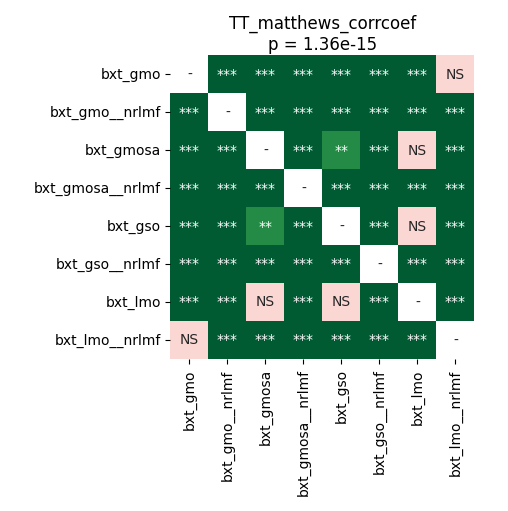 TT_matthews_corrcoef
p = 1.36e-15
bxt_gmo - *** *** *** *** *** *** NS
bxt_gmo__nrlmf *** - *** *** *** *** *** ***
bxt_gmosa *** *** - *** ** *** NS ***
bxt_gmosa__nrlmf *** *** *** - *** *** *** ***
bxt_gso *** *** ** *** - *** NS ***
bxt_gso__nrlmf *** *** *** *** *** - *** ***
bxt_lmo *** *** NS *** NS *** - ***
bxt_lmo__nrlmf NS *** *** *** *** *** *** -
bxt_gmo
bxt_gmo__nrlmf
bxt_gmosa
bxt_gmosa__nrlmf
bxt_gso
bxt_gso__nrlmf
bxt_lmo
bxt_lmo__nrlmf